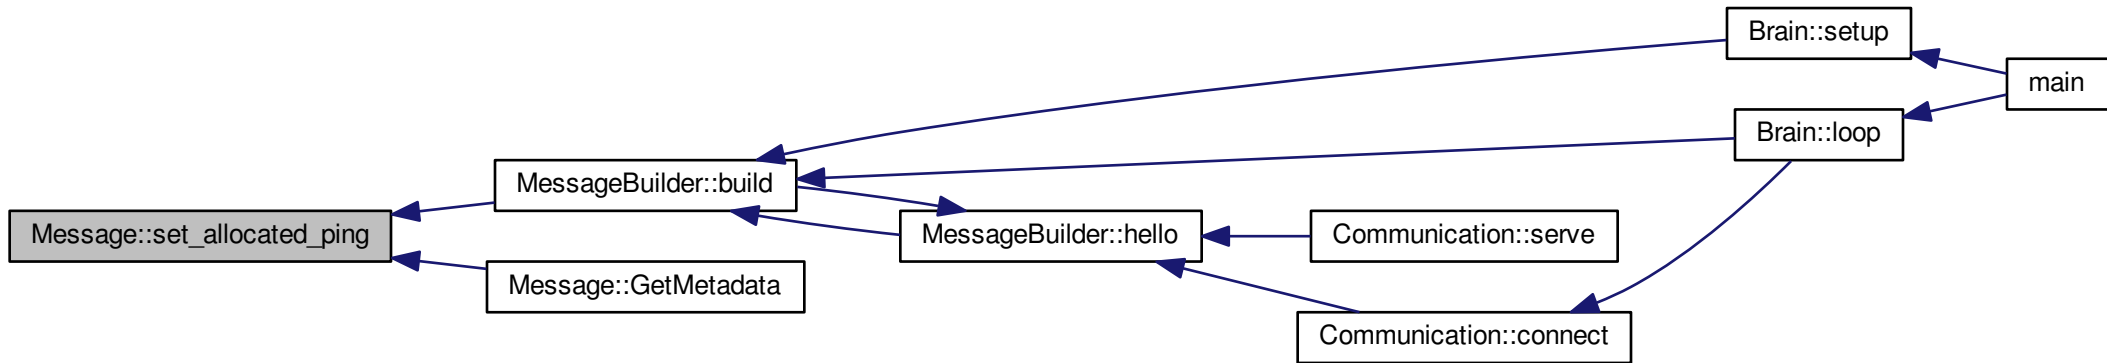 Message::set_allocated_ping
MessageBuilder::build
Message::GetMetadata
MessageBuilder::hello
Communication::serve
Communication::connect
Brain::setup
Brain::loop
main